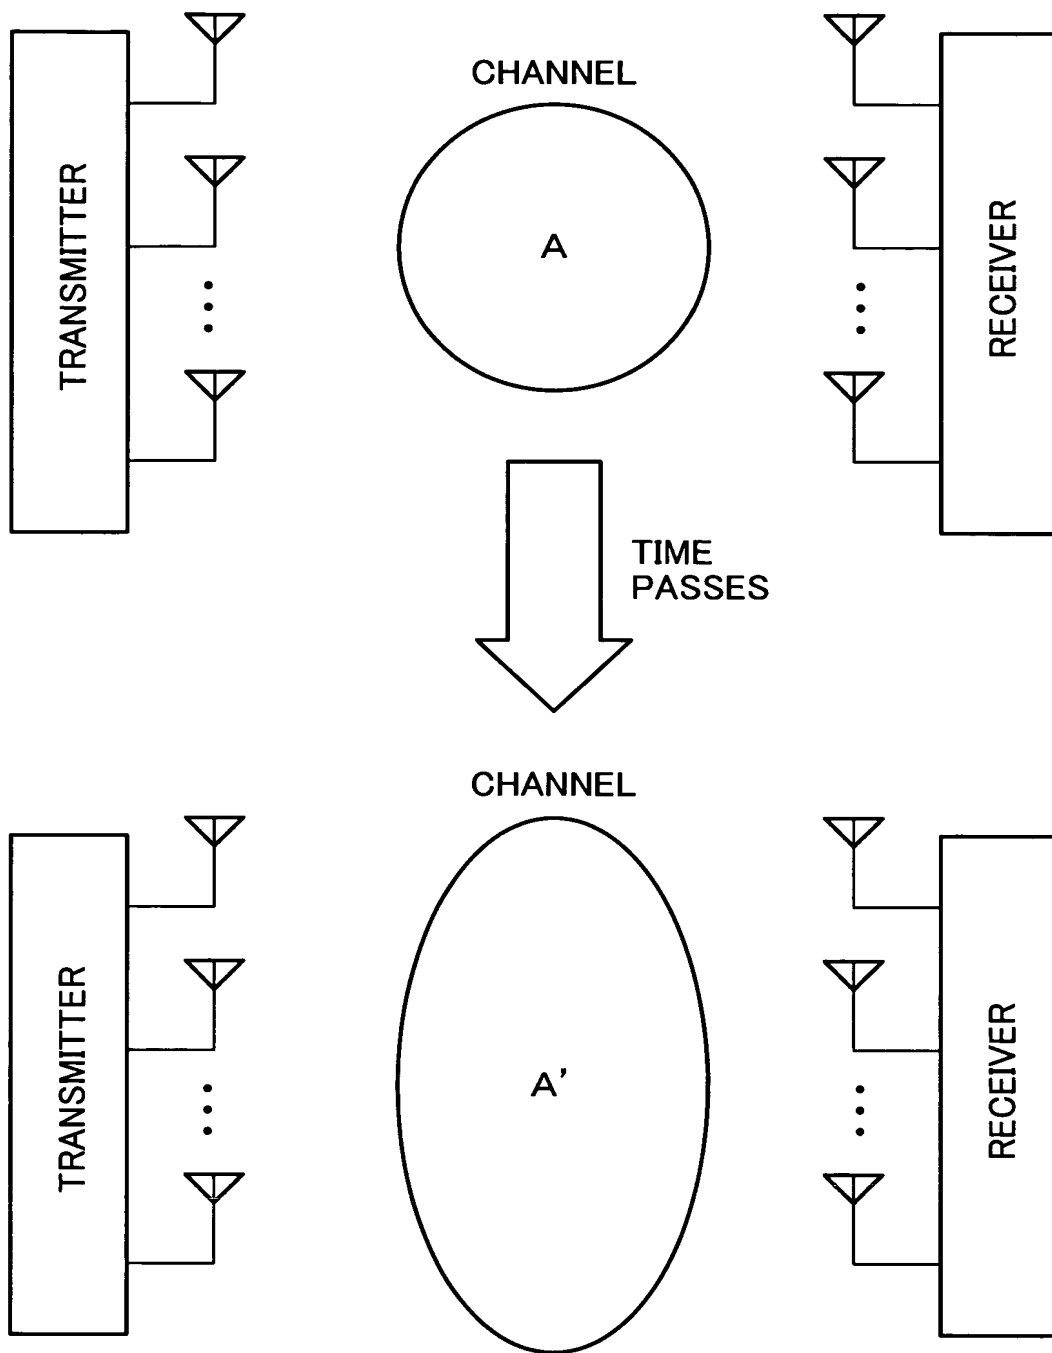 CHANNEL
TRANSMITTER
A
RECEIVER
TIME
PASSES
CHANNEL
TRANSMITTER
A'
RECEIVER